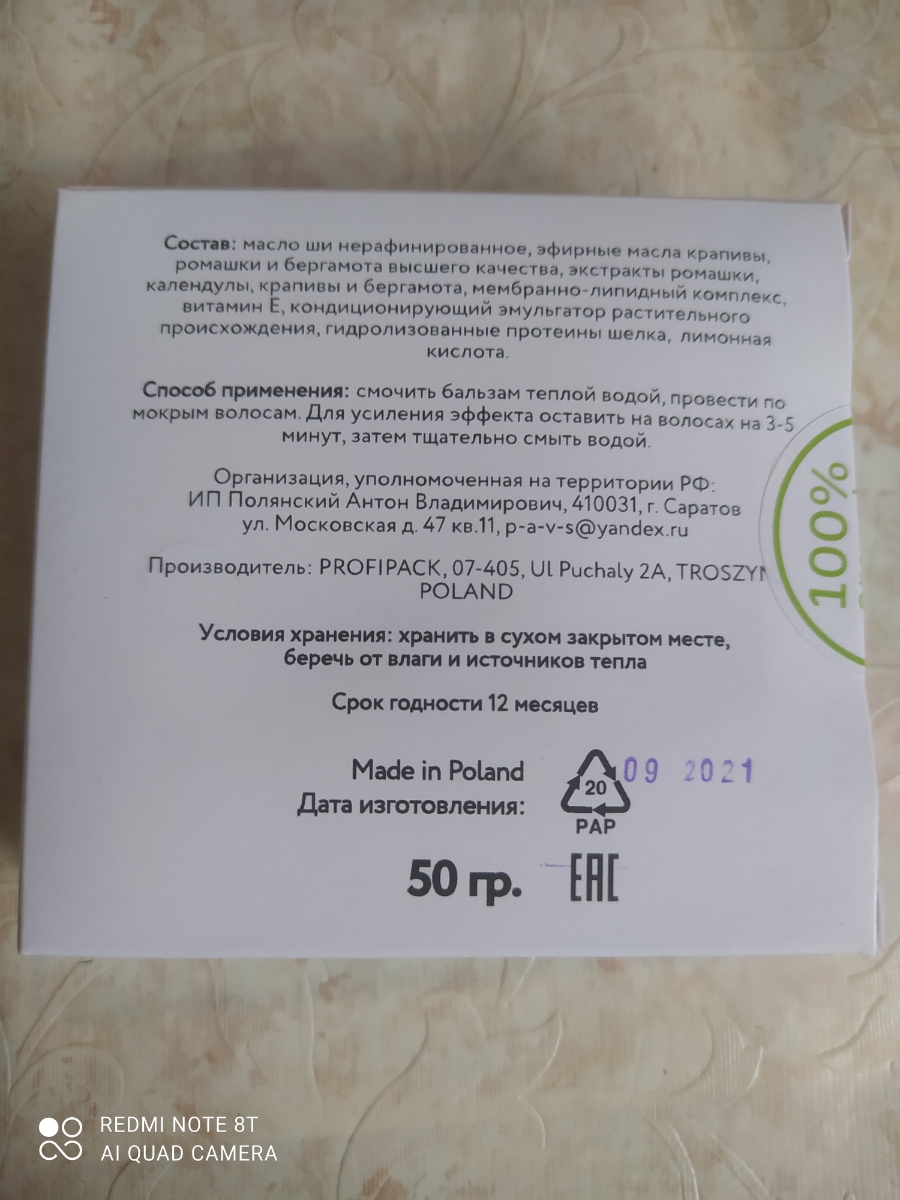 Состав: масло ши нерафинированное, эфирные масла крапивы,
ромашки и бергамота высшего качества, экстракты ромашки,
календулы, крапивы и бергамота, мембранно-липидный комплекс,
витамин Е, кондиционирующий эмульгатор растительного
происхождения, гидролизованные протеины шелка, лимонная
кислота.
Способ применения: смочить бальзам теплой водой, провести по
мокрым волосам. Для усиления эффекта оставить на волосах на 3-5
минут, затем тщательно смыть водой.
Организация, уполномоченная на территории РФ:
ИП Полянский Антон Владимирович, 410031, г. Саратов
ул. Московская д. 47 кв.11, p-a-v-s@yandex.ru
Производитель: PROFIPACK, 07-405, Ul Puchaly 2A,
POLAND
100%
Условия хранения: хранить в сухом закрытом месте,
беречь от влаги и источников тепла
Срок годности 12 месяцев
Made in Poland
Дата изготовления:
09 2021
20
PAP
50 гр.
EAC
REDMI NOTE 8T
AI QUAD CAMERA